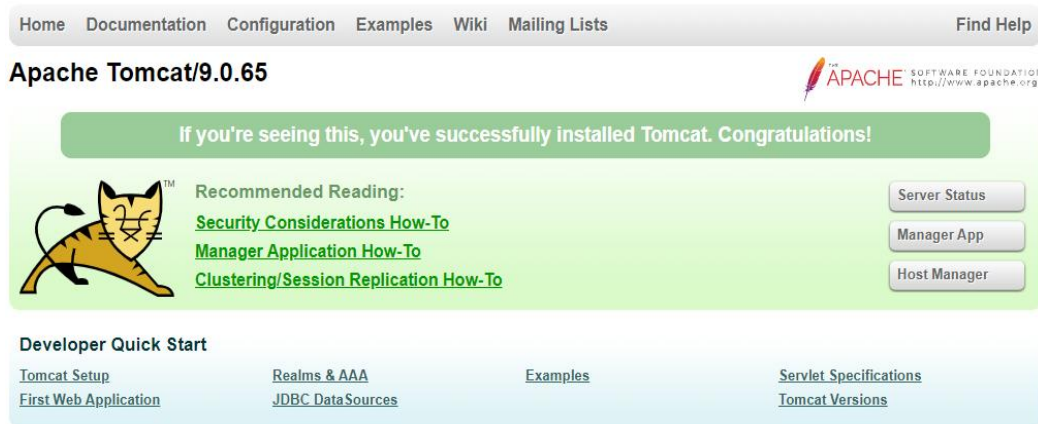 Home Documentation Configuration Examples Wiki Mailing Lists Find Help
Apache Tomcat/9.0.65
THE
APACHE SOFTWARE FOUNDATION
http://www.apache.org
If you're seeing this, you've successfully installed Tomcat. Congratulations!
TM
Recommended Reading:
Security Considerations How-To
Manager Application How-To
Clustering/Session Replication How-To
Server Status
Manager App
Host Manager
Developer Quick Start
Tomcat Setup Realms & AAA Examples Servlet Specifications
First Web Application JDBC DataSources Tomcat Versions